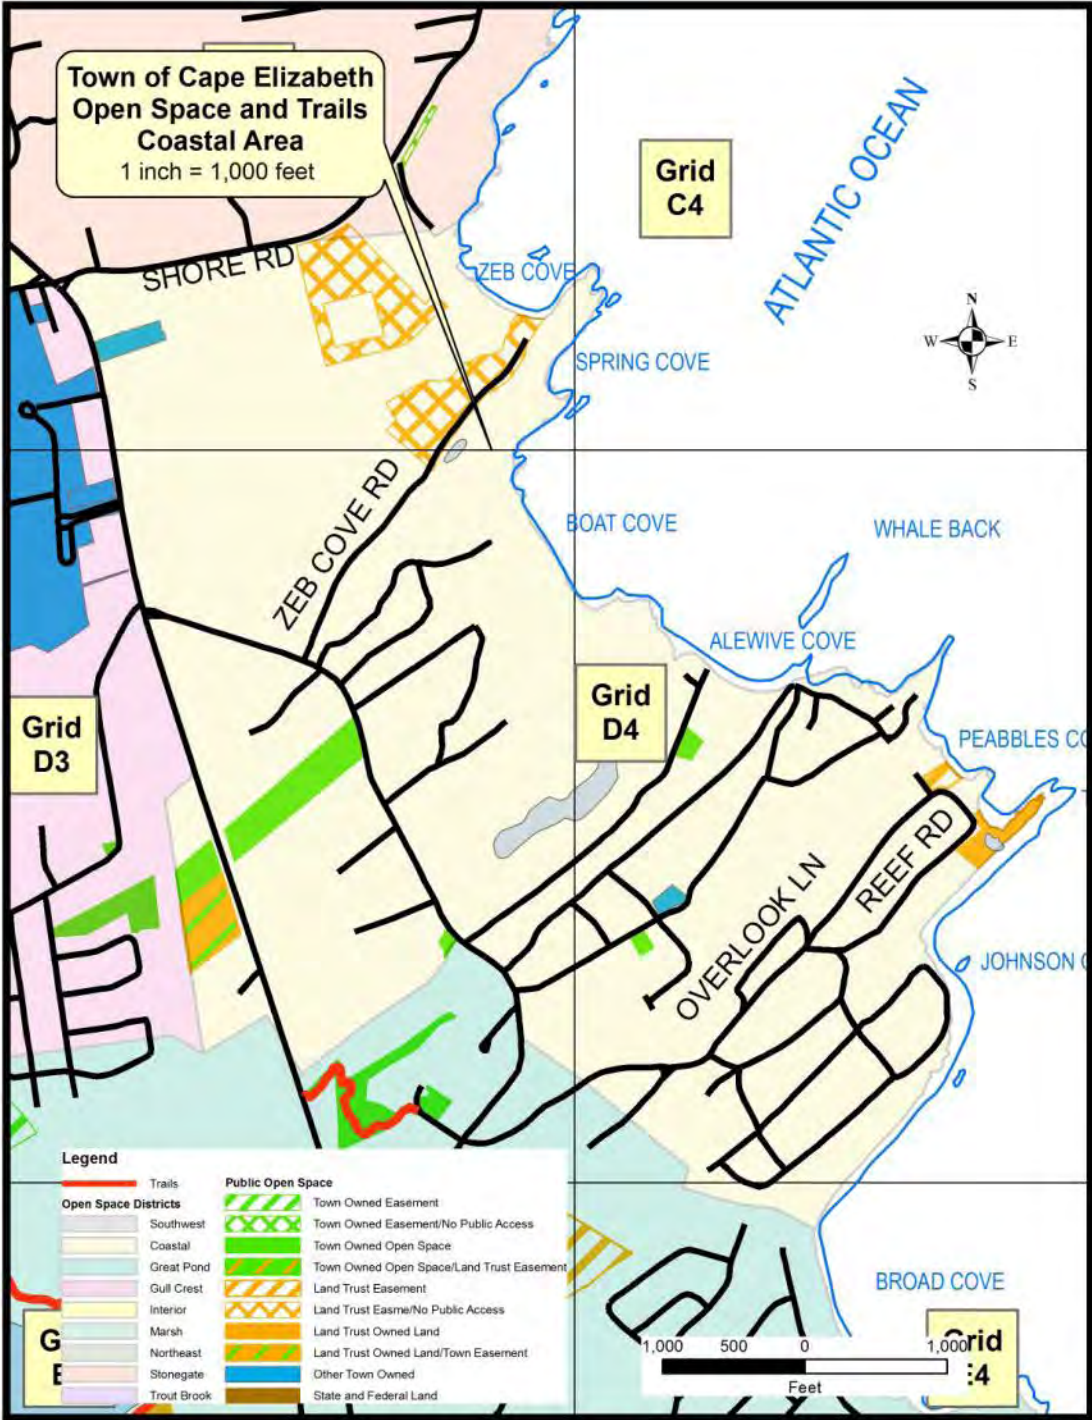 Town of Cape Elizabeth
Open Space and Trails
Coastal Area
1 inch = 1,000 feet
Grid
C4
ATLANTIC OCEAN
SHORE RD
ZEB COVE
N
W E
S
SPRING COVE
ZEB COVE RD
BOAT COVE
WHALE BACK
ALEWIVE COVE
Grid
D3
Grid
D4
PEABBLES CO
REEF RD
OVERLOOK LN
JOHNSON
Legend
Trails
Open Space Districts
Southwest
Coastal
Great Pond
Gull Crest
Interior
Marsh
Northeast
Stonegate
Trout Brook
Public Open Space
Town Owned Easement
Town Owned Easement/No Public Access
Town Owned Open Space
Town Owned Open Space/Land Trust Easement
Land Trust Easement
Land Trust Easme/No Public Access
Land Trust Owned Land
Land Trust Owned Land/Town Easement
Other Town Owned
State and Federal Land
BROAD COVE
1,000 500 0 1,000
Feet